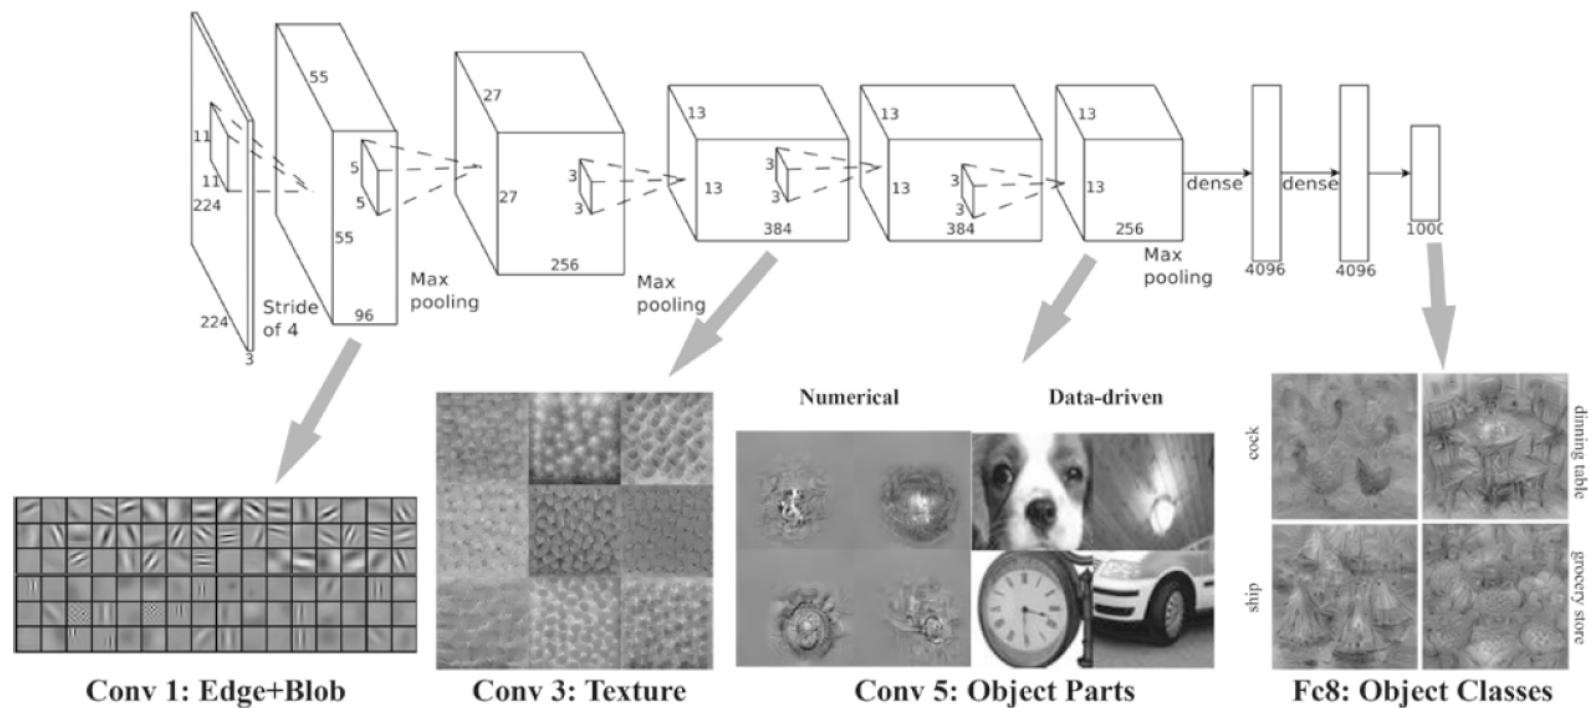 55
27
13
13
13
11
5
3
3
3
11
5
3
3
3
224
27
13
13
13
dense
dense
55
384
384
256
1000
224
Stride
of 4
96
Max
pooling
256
Max
pooling
Max
pooling
4096
4096
3
Numerical
Data-driven
cock
dinning table
ship
grocery store
Conv 1: Edge+Blob
Conv 3: Texture
Conv 5: Object Parts
Fc8: Object Classes